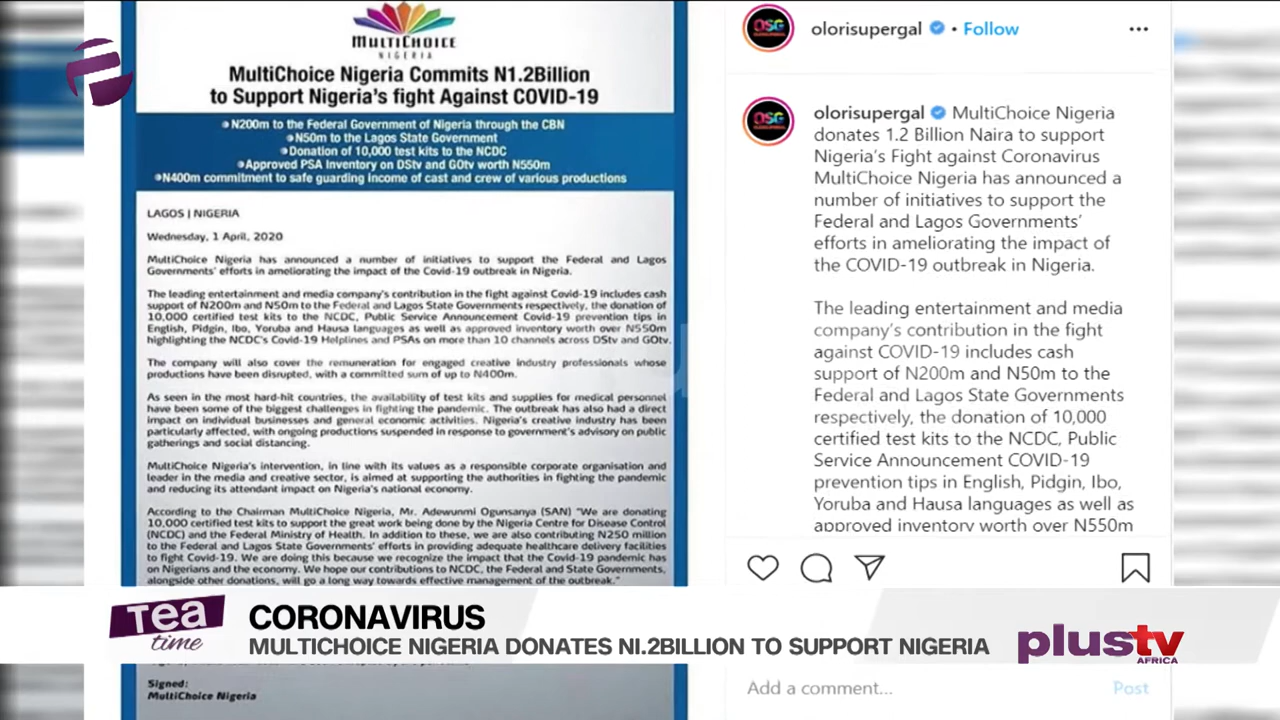 MULTICHOICE
NIGERIA
MultiChoice Nigeria Commits N1.2Billion
to Support Nigeria's fight Against COVID-19
N200m to the Federal Government of Nigeria through the CBN
N50m to the Lagos State Government
Donation of 10,000 test kits to the NCDC
Approved PSA Inventory on DStv and GOtv worth N550m
N400m commitment to safe guarding income of cast and crew of various productions
LAGOS | NIGERIA
Wednesday, 1 April, 2020
MultiChoice Nigeria has announced a number of initiatives to support the Federal and Lagos
Governments' efforts in ameliorating the impact of the Covid-19 outbreak in Nigeria.
The leading entertainment and media company's contribution in the fight against Covid-19 includes cash
support of N200m and N50m to the Federal and Lagos State Governments respectively, the donation of
10,000 certified test kits to the NCDC, Public Service Announcement Covid-19 prevention tips in
English, Pidgin, Ibo, Yoruba and Hausa languages as well as approved inventory worth over N550m
highlighting the NCDC's Covid-19 Helplines and PSAs on more than 10 channels across DStv and GOtv.
The company will also cover the remuneration for engaged creative industry professionals whose
productions have been disrupted, with a committed sum of up to N400m.
As seen in the most hard-hit countries, the availability of test kits and supplies for medical personnel
have been some of the biggest challenges in fighting the pandemic. The outbreak has also had a direct
impact on individual businesses and general economic activities. Nigeria's creative industry has been
particularly affected, with ongoing productions suspended in response to government's advisory on public
gatherings and social distancing.
MultiChoice Nigeria's intervention, in line with its values as a responsible corporate organisation and
leader in the media and creative sector, is aimed at supporting the authorities in fighting the pandemic
and reducing its attendant impact on Nigeria's national economy.
According to the Chairman MultiChoice Nigeria, Mr. Adewunmi Ogunsanya (SAN) "We are donating
10,000 certified test kits to support the great work being done by the Nigeria Centre for Disease Control
(NCDC) and the Federal Ministry of Health. In addition to these, we are also contributing N250 million
to the Federal and Lagos State Governments' efforts in providing adequate healthcare delivery facilities
to fight Covid-19. We are doing this because we recognize the impact that the Covid-19 pandemic has
on Nigerians and the economy. We hope our contributions to NCDC, the Federal and State Governments,
alongside other donations, will go a long way towards effective management of the outbreak."
Signed:
MultiChoice Nigeria
OSG
olorisupergal • Follow
OSG
olorisupergal MultiChoice Nigeria
donates 1.2 Billion Naira to support
Nigeria's Fight against Coronavirus
MultiChoice Nigeria has announced a
number of initiatives to support the
Federal and Lagos Governments'
efforts in ameliorating the impact of
the COVID-19 outbreak in Nigeria.
The leading entertainment and media
company's contribution in the fight
against COVID-19 includes cash
support of N200m and N50m to the
Federal and Lagos State Governments
respectively, the donation of 10,000
certified test kits to the NCDC, Public
Service Announcement COVID-19
prevention tips in English, Pidgin, Ibo,
Yoruba and Hausa languages as well as
approved inventory worth over N550m
Add a comment... Post
Tea
time
CORONAVIRUS
MULTICHOICE NGERIA DONATES NI.2BILLION TO SUPPORT NIGERIA
plustv
AFRICA